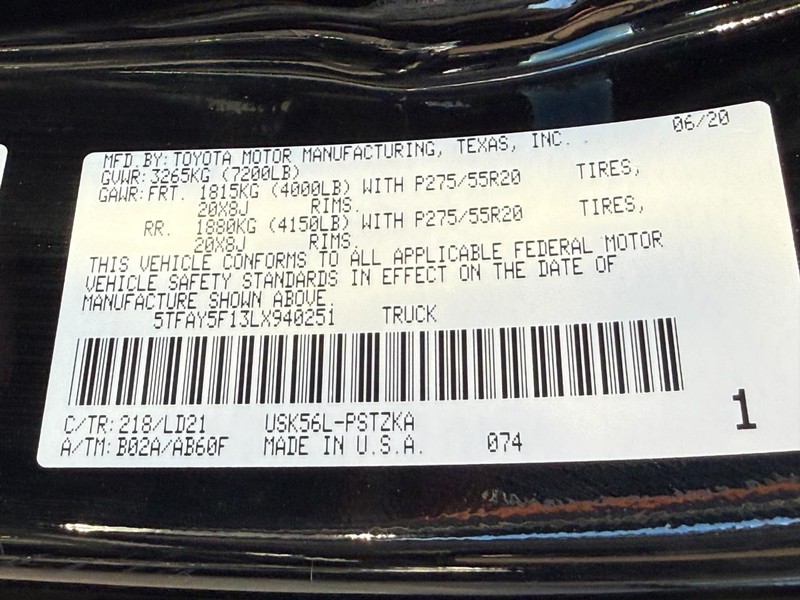 06/20
MFD.BY:TOYOTA MOTOR MANUFACTURING, TEXAS, INC.
GVWR:3265KG (7200LB)
GAWR:FRT. 1815KG (4000LB) WITH P275/55R20 TIRES,
20X8J RIMS.
RR. 1880KG (4150LB) WITH P275/55R20 TIRES,
20X8J RIMS.
THIS VEHICLE CONFORMS TO ALL APPLICABLE FEDERAL MOTOR
VEHICLE SAFETY STANDARDS IN EFFECT ON THE DATE OF
MANUFACTURE SHOWN ABOVE.
5TFAY5F13LX940251 TRUCK
C/TR:218/LD21 USK56L-PSTZKA
A/TM:B02A/AB60F MADE IN U.S.A. 074
1